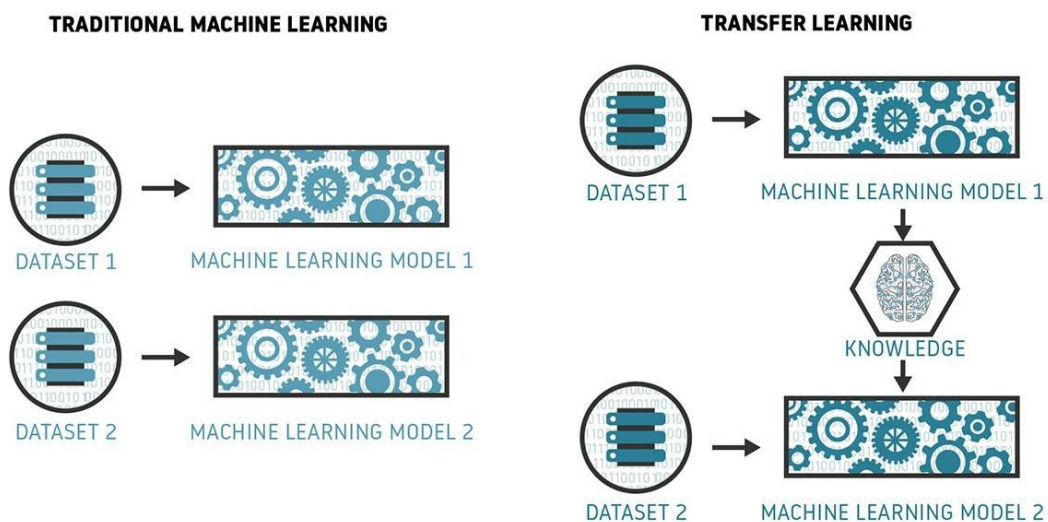 TRADITIONAL MACHINE LEARNING
DATASET 1
MACHINE LEARNING MODEL 1
DATASET 2
MACHINE LEARNING MODEL 2
TRANSFER LEARNING
DATASET 1
MACHINE LEARNING MODEL 1
KNOWLEDGE
DATASET 2
MACHINE LEARNING MODEL 2